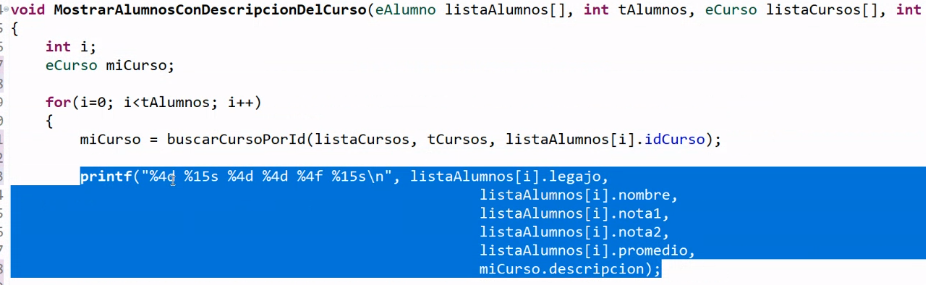 void MostrarAlumnosConDescripcionDelCurso(eAlumno listaAlumnos[], int tAlumnos, eCurso listaCursos[], int
{
int i;
eCurso miCurso;
for(i=0; i<tAlumnos; i++)
{
miCurso = buscarCursoPorId(listaCursos, tCursos, listaAlumnos[i].idCurso);
printf("%4d %15s %4d %4d %4f %15s\n", listaAlumnos[i].legajo,
listaAlumnos[i].nombre,
listaAlumnos[i].nota1,
listaAlumnos[i].nota2,
listaAlumnos[i].promedio,
miCurso.descripcion);